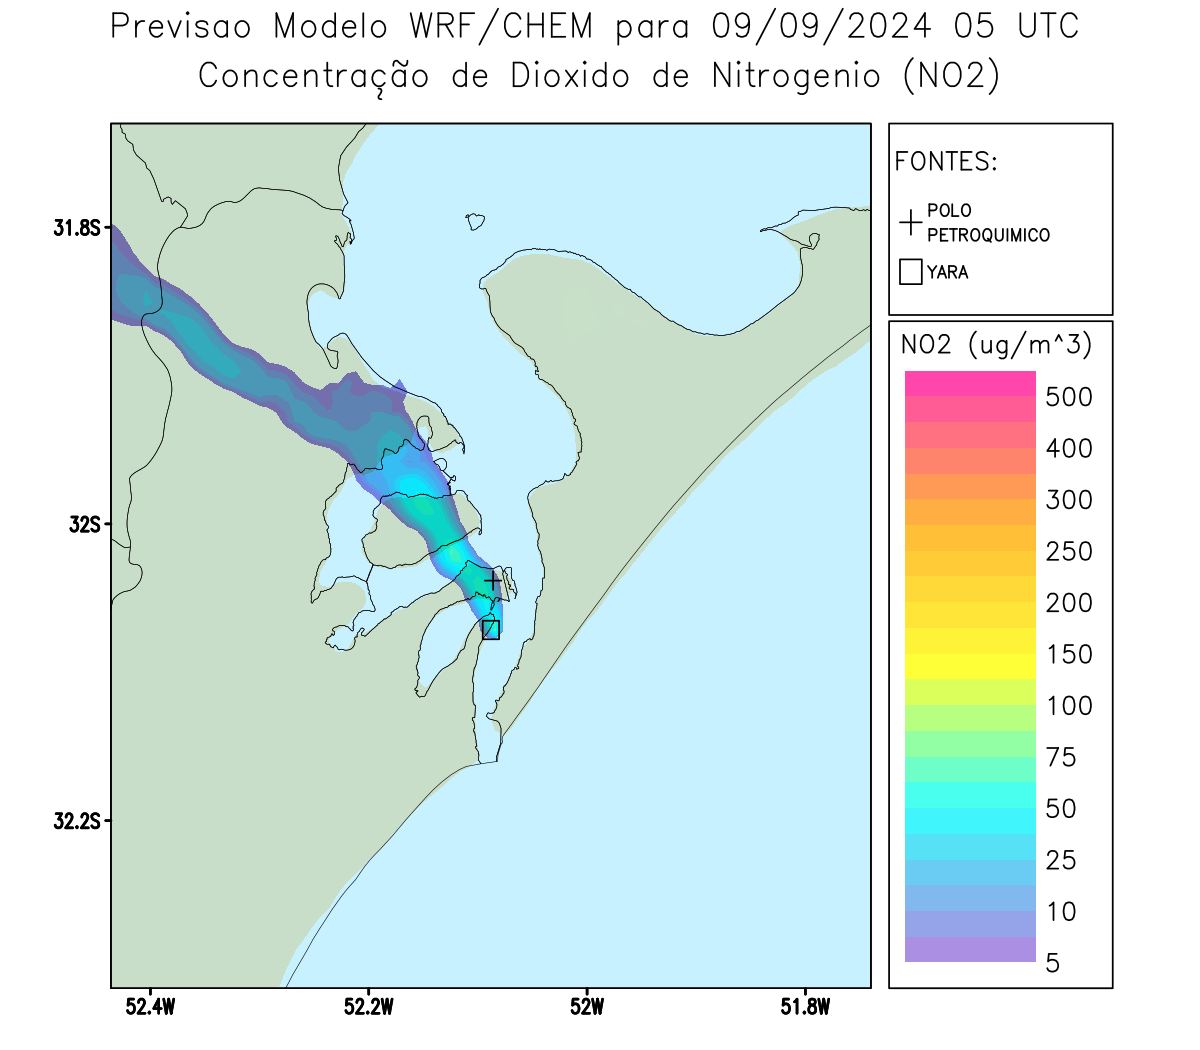 Previsao Modelo WRF/CHEM para 09/09/2024 05 UTC
Concentração de Dioxido de Nitrogenio (NO2)
FONTES:
POLO
PETROQUIMICO
YARA
NO2 (ug/m^3)
500
400
300
250
200
150
100
75
50
25
10
5
31.8S
32S
32.2S
52.4W
52.2W
52W
51.8W